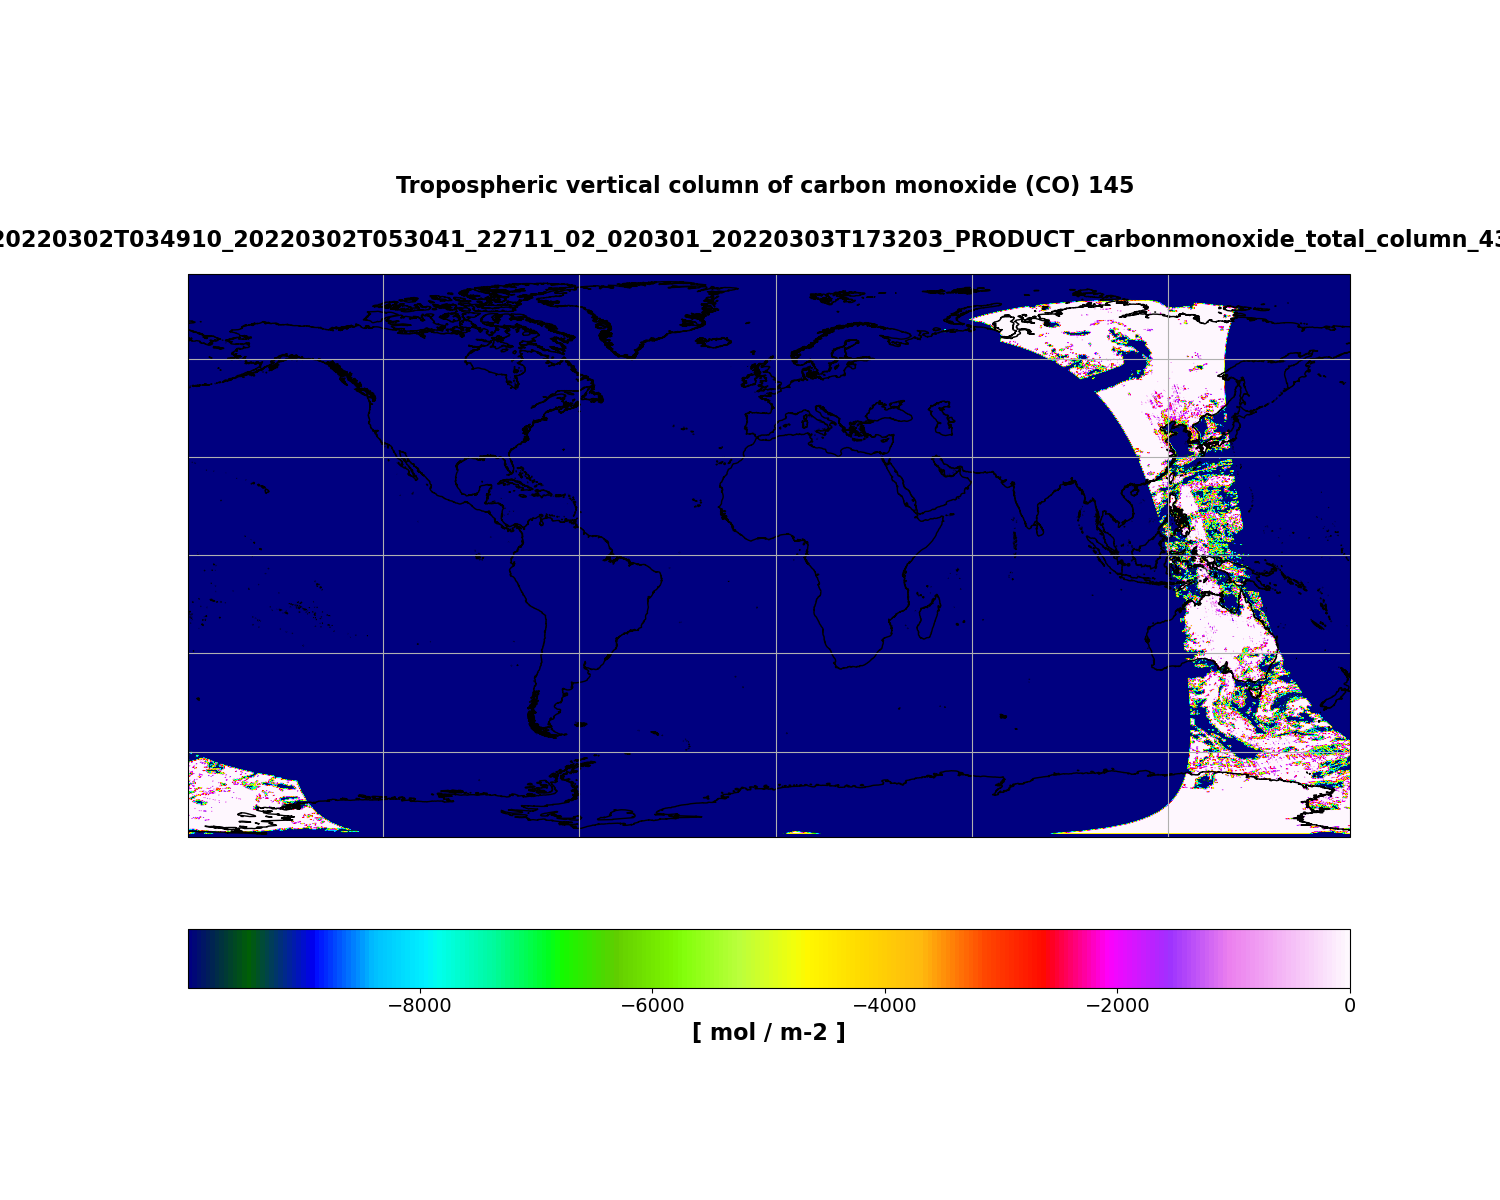 Tropospheric vertical column of carbon monoxide (CO) 145
20220302T034910_20220302T053041_22711_02_020301_20220303T173203_PRODUCT_carbonmonoxide_total_column_43
−8000 −6000 −4000 −2000 0
[ mol / m-2 ]